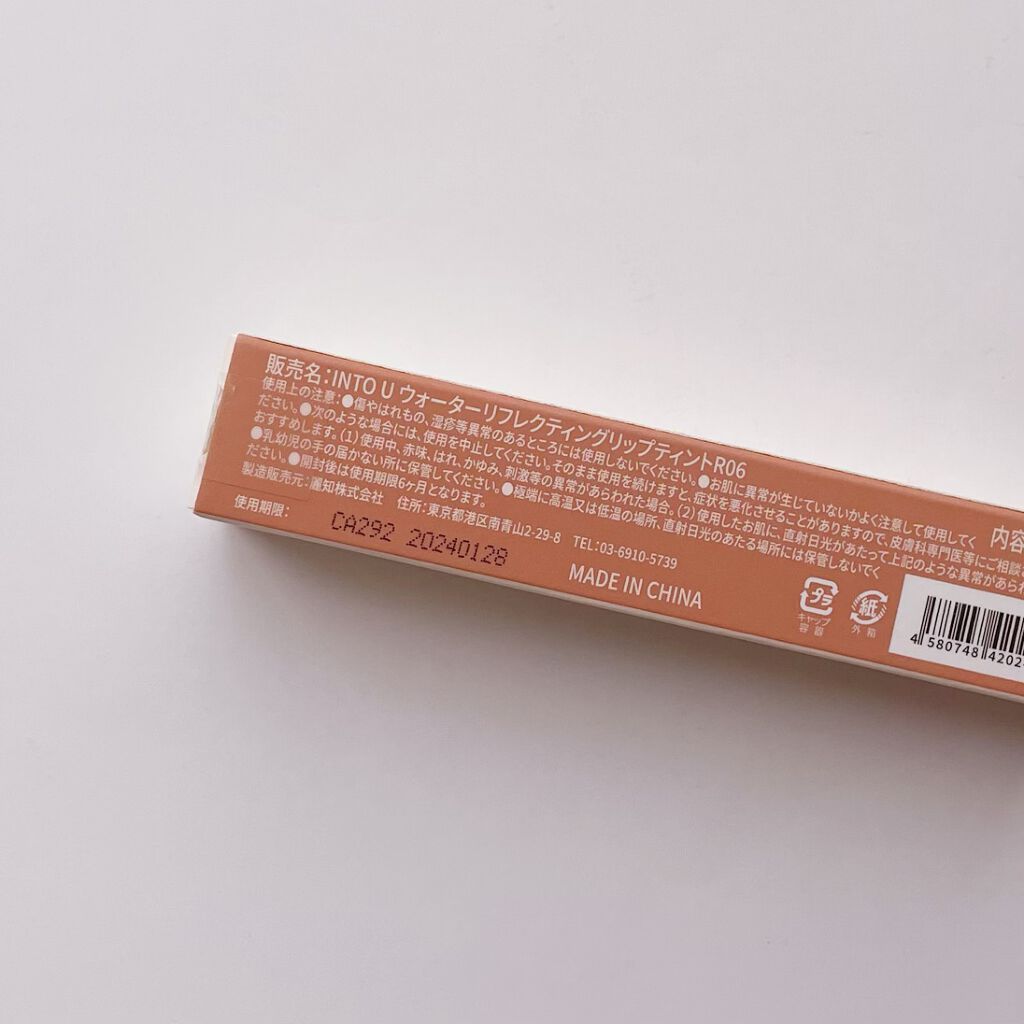 販売名:INTO U ウォーターリフレクティングリップティントR06
使用上の注意:●傷やはれもの、湿疹等異常のあるところには使用しないでください。●お肌に異常が生じていないかよく注意して使用してく
ださい。●次のような場合には、使用を中止してください。そのまま使用を続けますと、症状を悪化させることがありますので、皮膚科専門医等にご相談
おすすめします。(1)使用中、赤味、はれ、かゆみ、刺激等の異常があらわれた場合。(2)使用したお肌に、直射日光があたって上記のような異常があらわれ
●乳幼児の手の届かない所に保管してください。●極端に高温又は低温の場所、直射日光のあたる場所には保管しないでく
ださい。●開封後は使用期限6ヶ月となります。
製造販売元:麗知株式会社 住所:東京都港区南青山2-29-8 TEL:03-6910-5739
使用期限: CA292 20240128
MADE IN CHINA
内容
プラ
キャップ
容器
紙
外箱
4 580748 4202